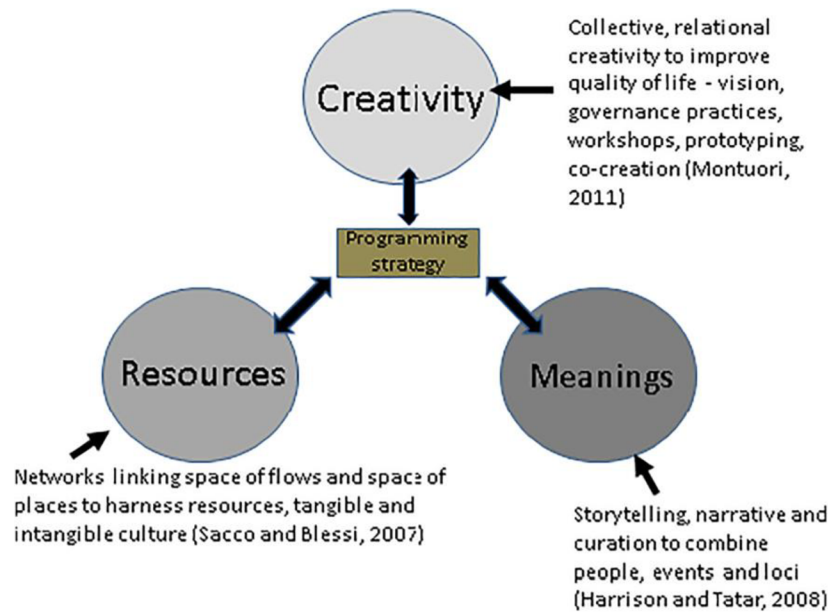 Collective, relational
creativity to improve
quality of life - vision,
governance practices,
workshops, prototyping,
co-creation (Montuori,
2011)
Creativity
Programming
strategy
Resources
Meanings
Networks linking space of flows and space of
places to harness resources, tangible and
intangible culture (Sacco and Blessi, 2007)
Storytelling, narrative and
curation to combine
people, events and loci
(Harrison and Tatar, 2008)